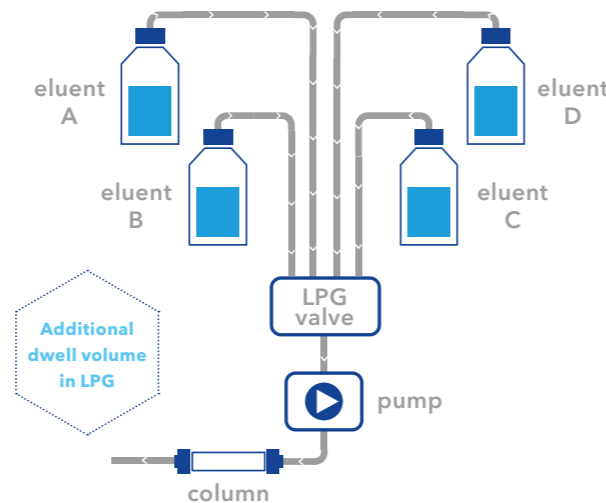 eluent
A
eluent
D
eluent
B
eluent
C
LPG
valve
Additional
dwell volume
in LPG
pump
column